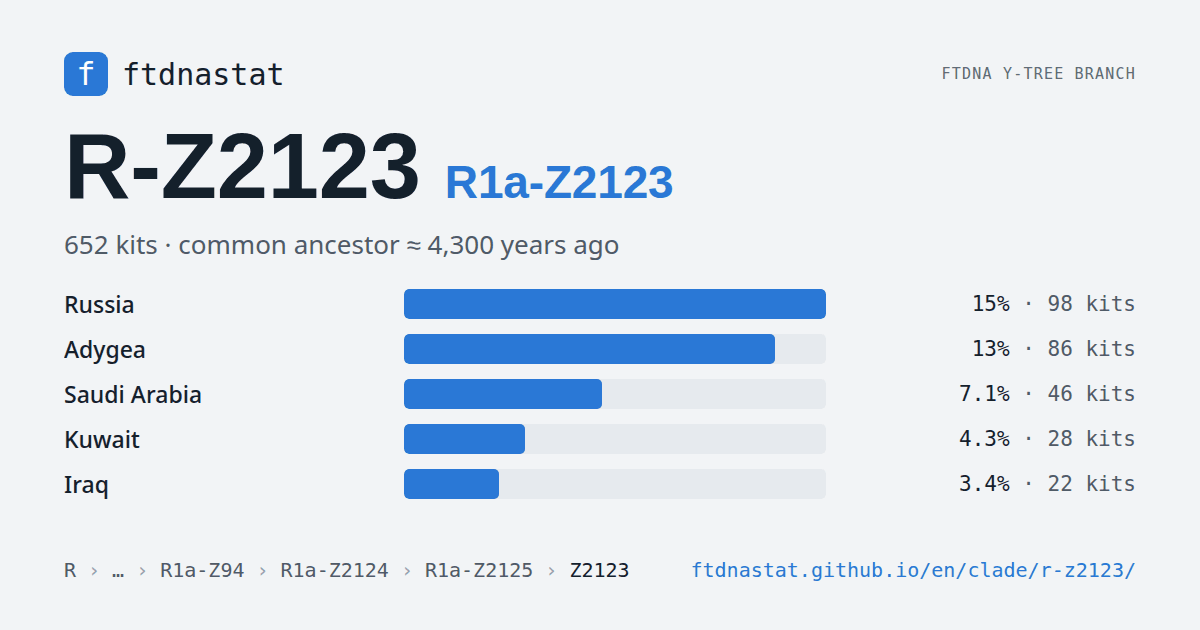 f ftdnastat
FTDNA Y-TREE BRANCH
R-Z2123 R1a-Z2123
652 kits · common ancestor ≈ 4,300 years ago
Russia 15% · 98 kits
Adygea 13% · 86 kits
Saudi Arabia 7.1% · 46 kits
Kuwait 4.3% · 28 kits
Iraq 3.4% · 22 kits
R › … › R1a-Z94 › R1a-Z2124 › R1a-Z2125 › Z2123
ftdnastat.github.io/en/clade/r-z2123/